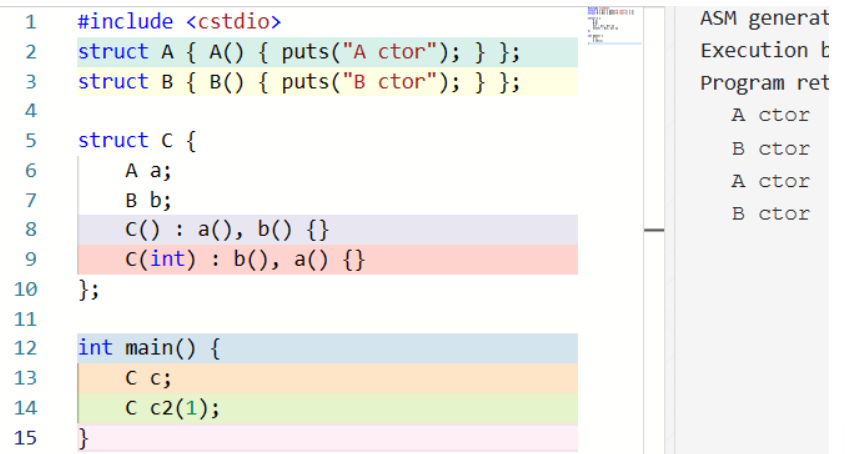 1 #include <cstdio>
2 struct A { A() { puts("A ctor"); } };
3 struct B { B() { puts("B ctor"); } };
4
5 struct C {
6 A a;
7 B b;
8 C() : a(), b() {}
9 C(int) : b(), a() {}
10 };
11
12 int main() {
13 C c;
14 C c2(1);
15 }
ASM generat
Execution b
Program ret
A ctor
B ctor
A ctor
B ctor